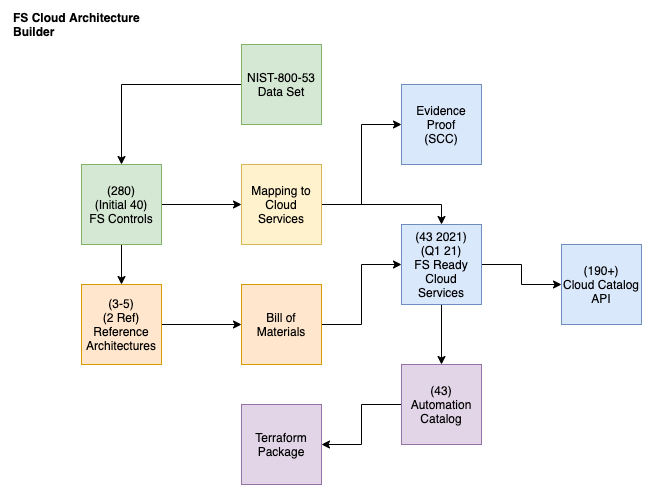 FS Cloud Architecture
Builder
NIST-800-53
Data Set
Evidence
Proof
(SCC)
(280)
(Initial 40)
FS Controls
Mapping to
Cloud
Services
(43 2021)
(Q1 21)
FS Ready
Cloud
Services
(190+)
Cloud Catalog
API
(3-5)
(2 Ref)
Reference
Architectures
Bill of
Materials
(43)
Automation
Catalog
Terraform
Package